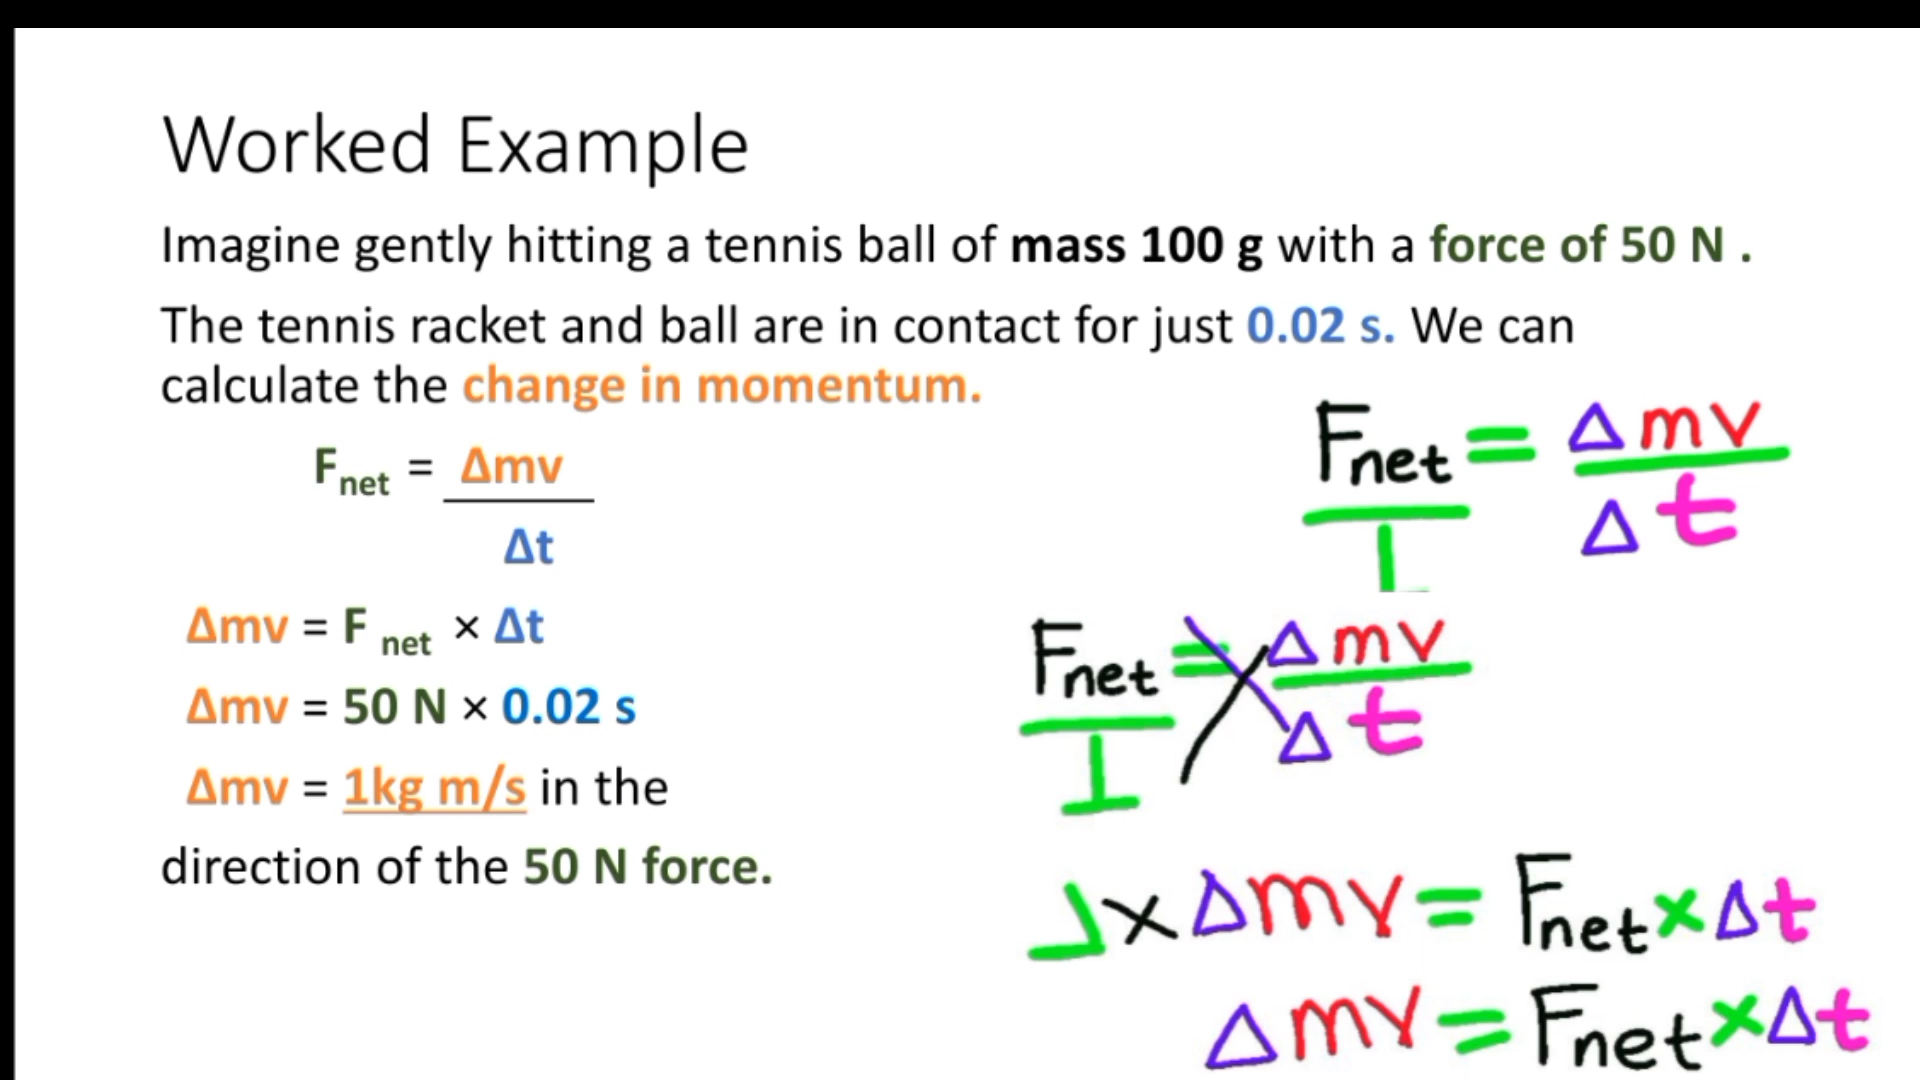 Worked Example
Imagine gently hitting a tennis ball of mass 100 g with a force of 50 N .
The tennis racket and ball are in contact for just 0.02 s. We can
calculate the change in momentum.
Fnet = Δmv
Δt
Δmv = F net × Δt
Δmv = 50 N × 0.02 s
Δmv = 1kg m/s in the
direction of the 50 N force.
Fnet = Δmv
1 Δt
Fnet = Δmv
1 Δt
1 × Δmv = Fnet × Δt
Δmv = Fnet × Δt